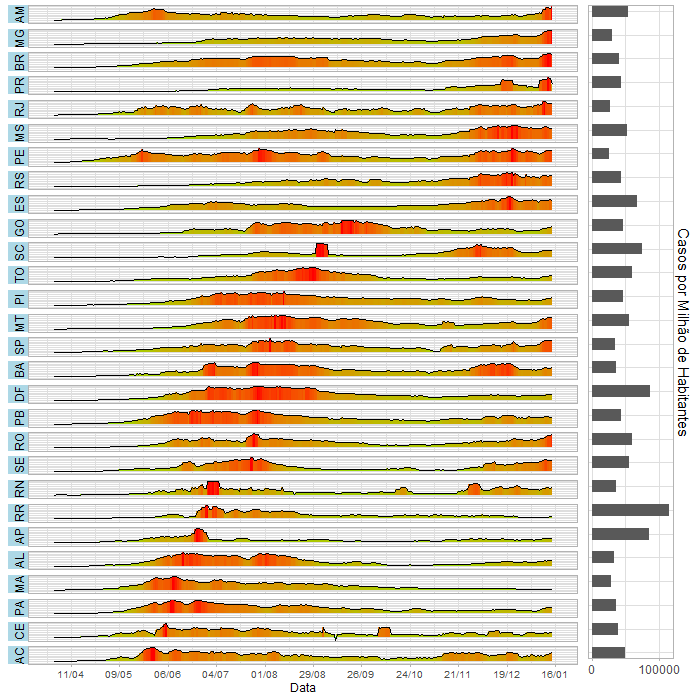 AM
MG
BR
PR
RJ
MS
PE
RS
ES
GO
SC
TO
PI
MT
SP
BA
DF
PB
RO
SE
RN
RR
AP
AL
MA
PA
CE
AC
11/04 09/05 06/06 04/07 01/08 29/08 26/09 24/10 21/11 19/12 16/01
Data
0 100000
Casos por Milhão de Habitantes